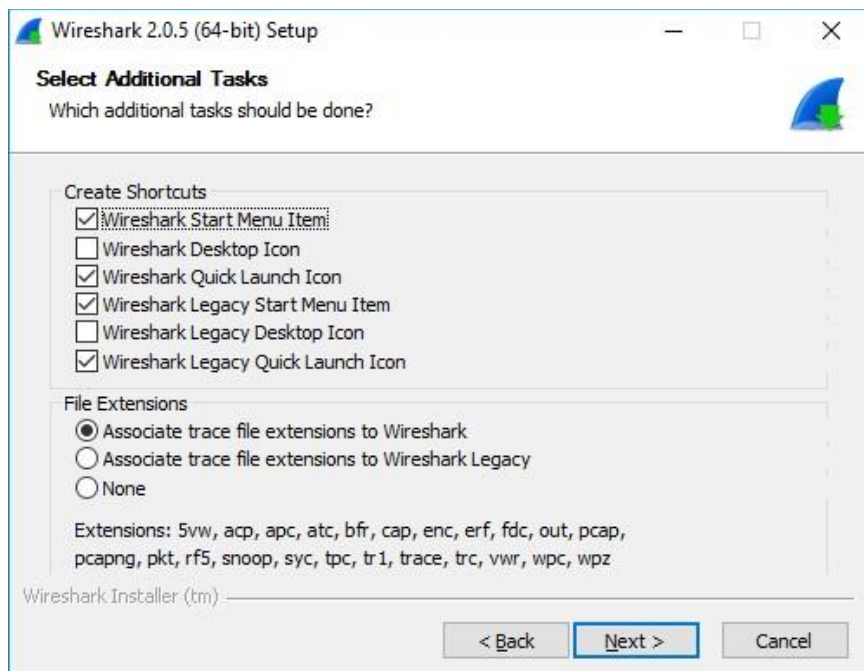 Wireshark 2.0.5 (64-bit) Setup
Select Additional Tasks
Which additional tasks should be done?
Create Shortcuts
Wireshark Start Menu Item
Wireshark Desktop Icon
Wireshark Quick Launch Icon
Wireshark Legacy Start Menu Item
Wireshark Legacy Desktop Icon
Wireshark Legacy Quick Launch Icon
File Extensions
Associate trace file extensions to Wireshark
Associate trace file extensions to Wireshark Legacy
None
Extensions: 5vw, acp, apc, atc, bfr, cap, enc, erf, fdc, out, pcap,
pcapng, pkt, rf5, snoop, syc, tpc, tr1, trace, trc, vwr, wpc, wpz
Wireshark Installer (tm)
< Back Next > Cancel